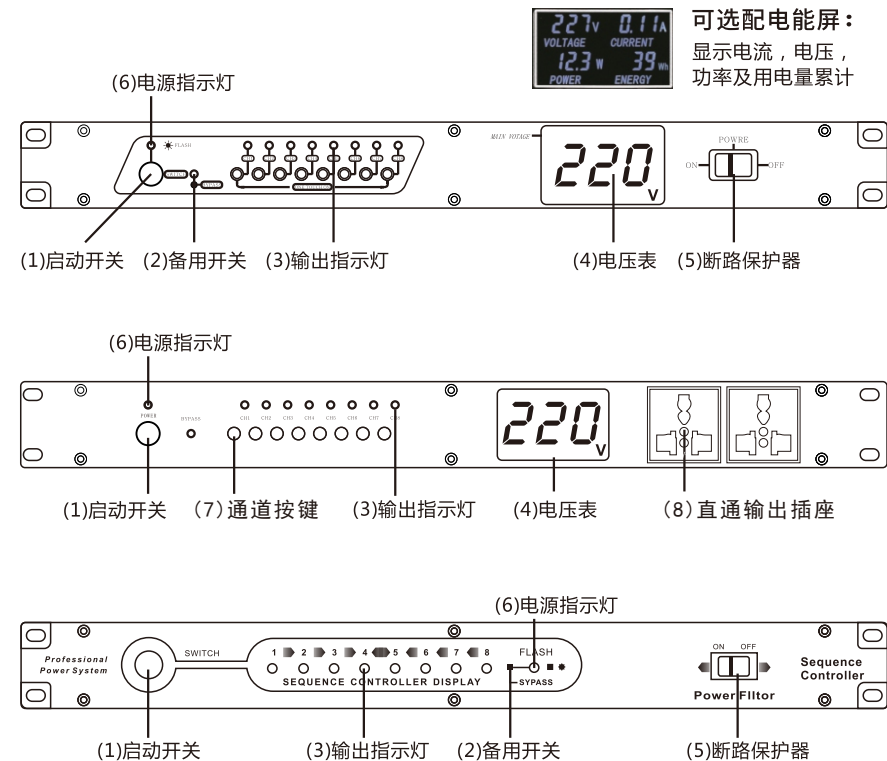 227V 0.11A
VOLTAGE CURRENT
12.3 W 39 Wh
POWER ENERGY
可选配电能屏：
显示电流，电压，
功率及用电量累计
(6)电源指示灯
FLASH
MAIN VOTAGE
220
V
POWRE
ON
OFF
(1)启动开关
(2)备用开关
(3)输出指示灯
(4)电压表
(5)断路保护器
(6)电源指示灯
POWER
BYPASS
CH1 CH2 CH3 CH4 CH5 CH6 CH7
220
V
(1)启动开关
（7）通道按键
(3)输出指示灯
(4)电压表
（8）直通输出插座
(6)电源指示灯
Professional
Power System
SWITCH
1 2 3 4 5 6 7 8
SEQUENCE CONTROLLER DISPLAY
FLASH
SYPASS
ON OFF
Power FIltor
Sequence
Controller
(1)启动开关
(3)输出指示灯
(2)备用开关
(5)断路保护器